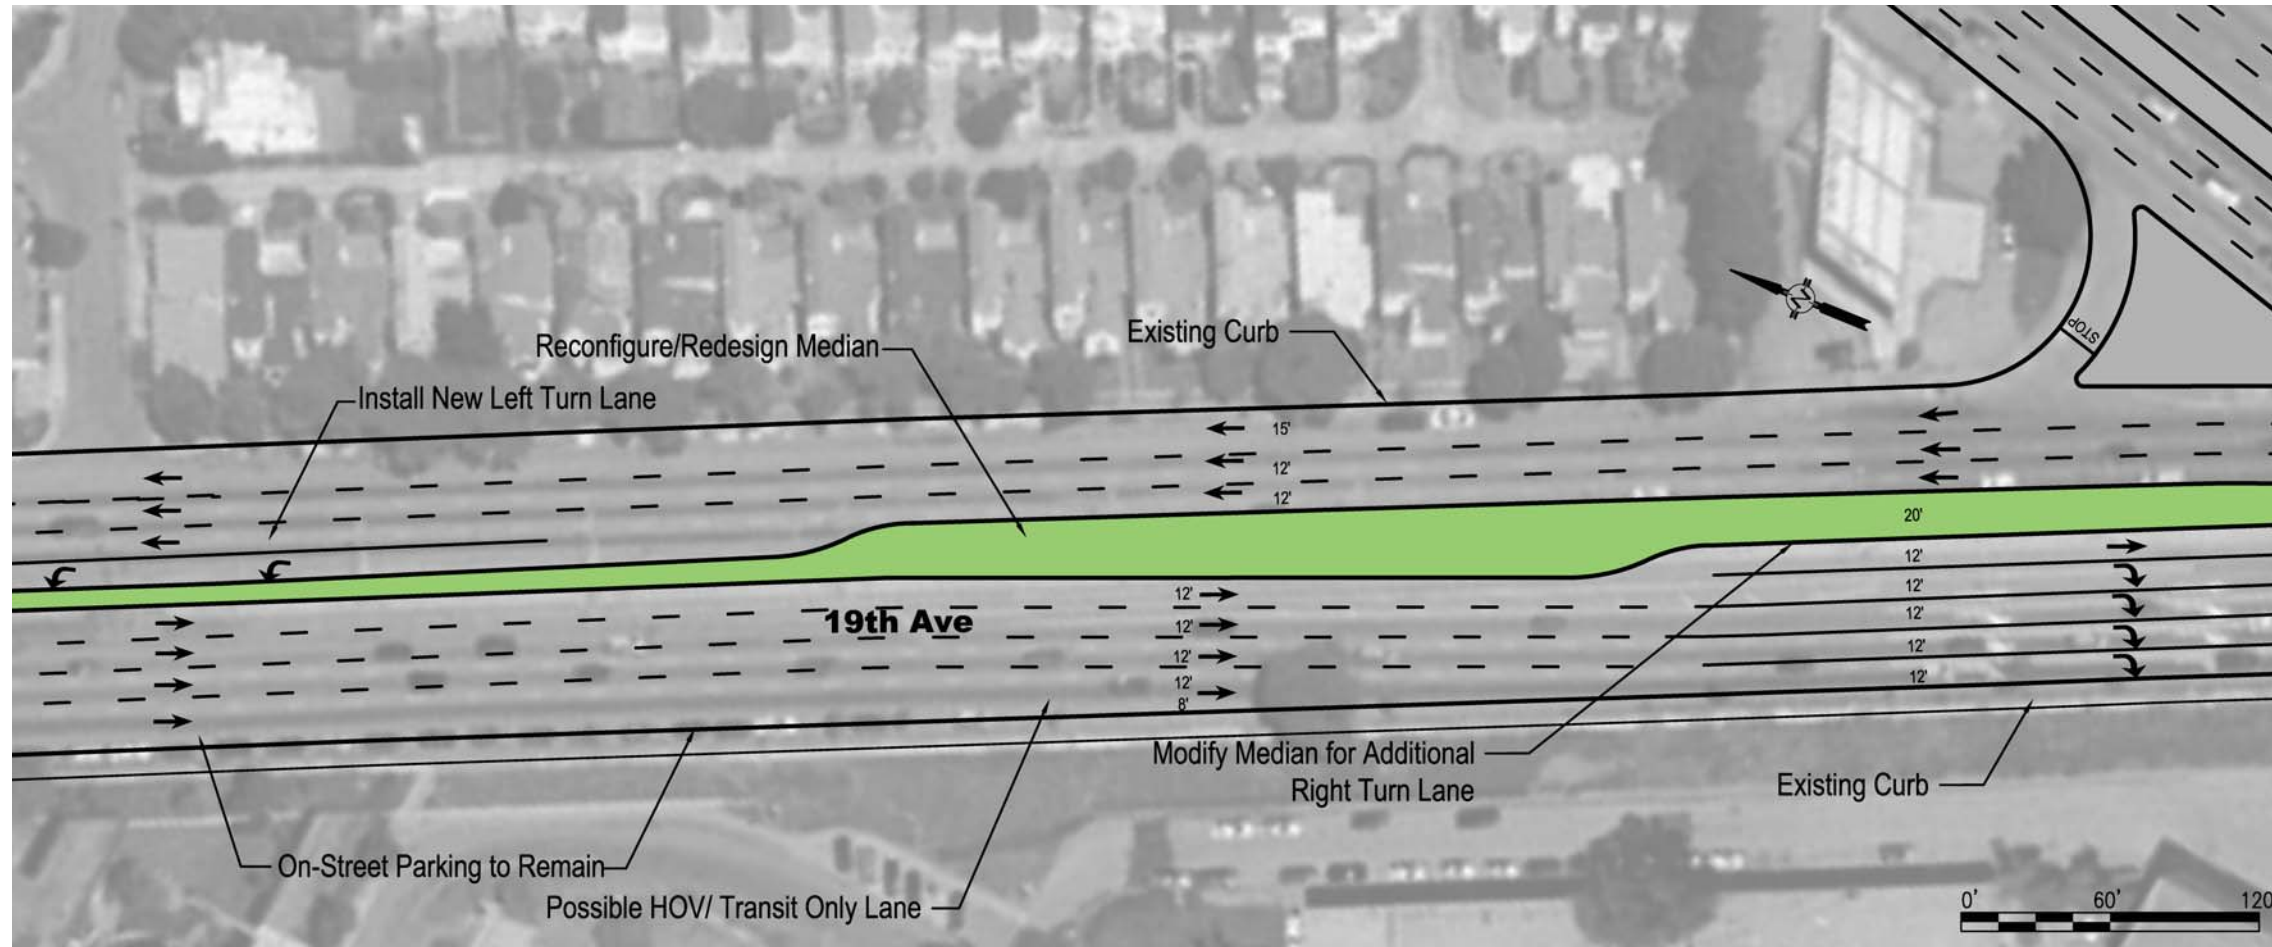 Reconfigure/Redesign Median
Existing Curb
Install New Left Turn Lane
STOP
N
15'
12'
12'
20'
12'
12'
12'
12'
12'
19th Ave
12'
12'
12'
12'
8'
Modify Median for Additional
Right Turn Lane
Existing Curb
On-Street Parking to Remain
Possible HOV/ Transit Only Lane
0' 60' 120